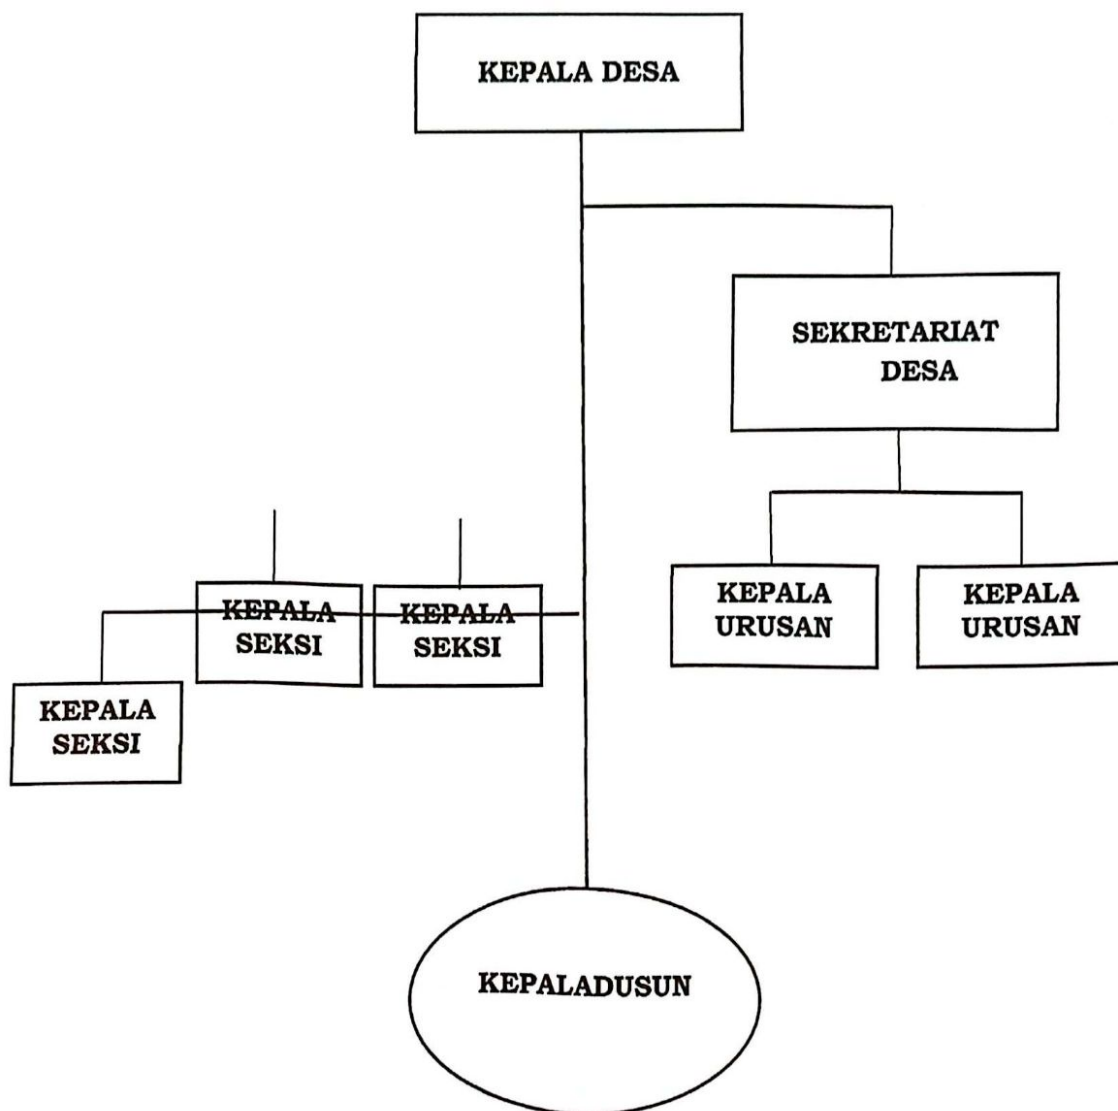 KEPALA DESA
SEKRETARIAT
DESA
KEPALA
URUSAN
KEPALA
URUSAN
KEPALA
SEKSI
KEPALA
SEKSI
KEPALA
SEKSI
KEPALADUSUN